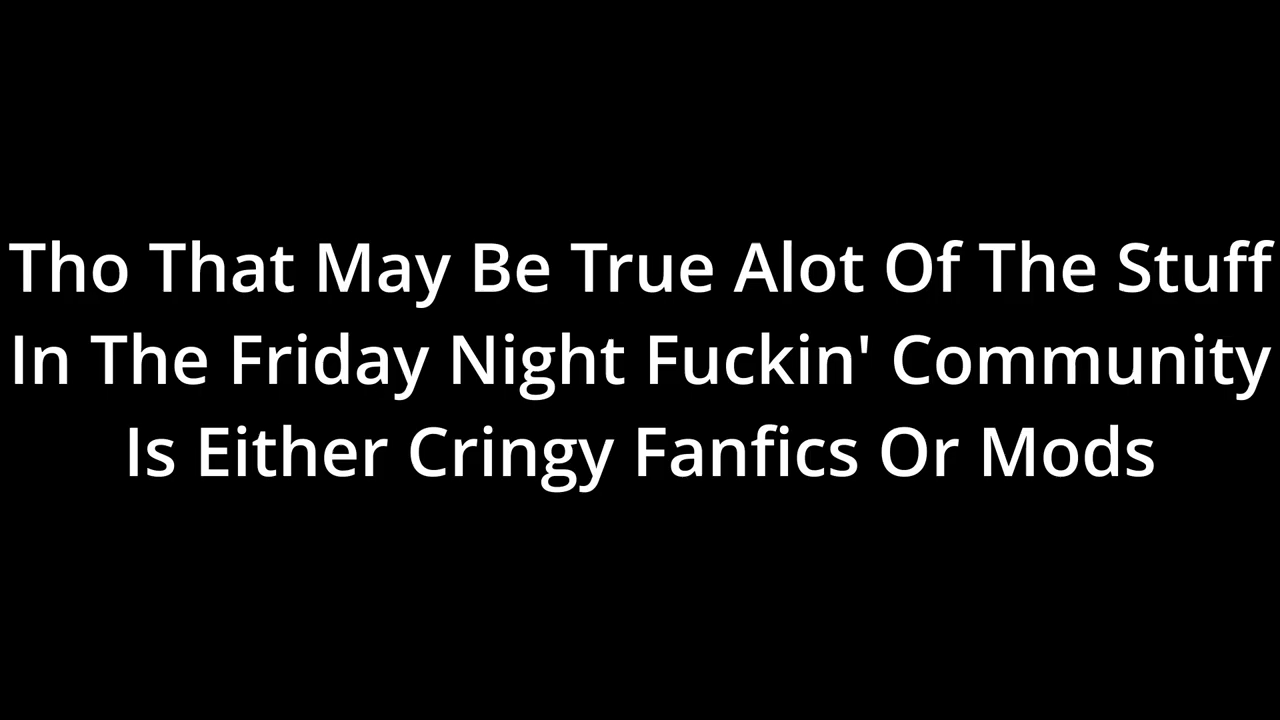 Tho That May Be True Alot Of The Stuff
In The Friday Night Fuckin' Community
Is Either Cringy Fanfics Or Mods